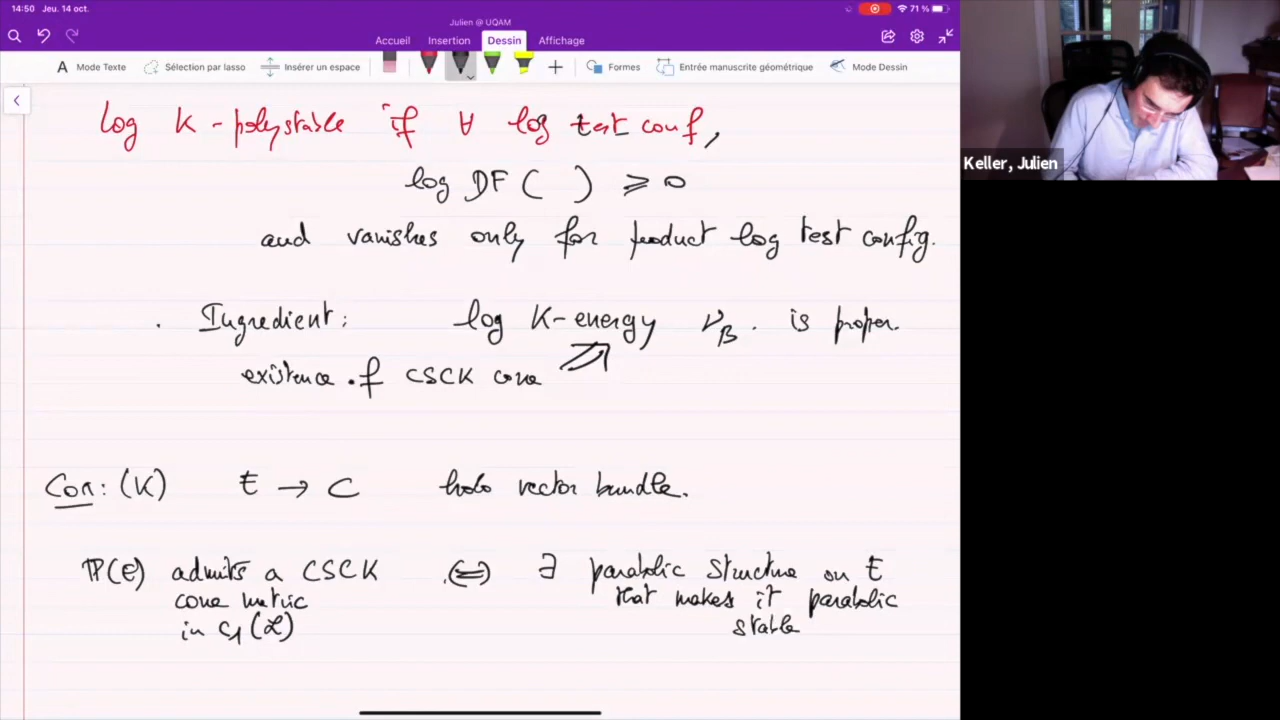 14:50 Jeu. 14 oct.
71 %
Julien @ UQAM
Accueil Insertion Dessin Affichage
A Mode Texte Sélection par lasso Insérer un espace Formes Entrée manuscrite géométrique Mode Dessin
log K-polystable if ∀ log test conf,
log DF ( ) ⩾ 0
and vanishes only for product log test config.
. Ingredient: log K-energy ν_β . is proper.
existence of CSCK cone ⇗
Cor: (K) E → C holo vector bundle.
P(E) admits a CSCK (⇐) ∃ parabolic structure on E
cone metric that makes it parabolic
in c₁(L) stable
Keller, Julien